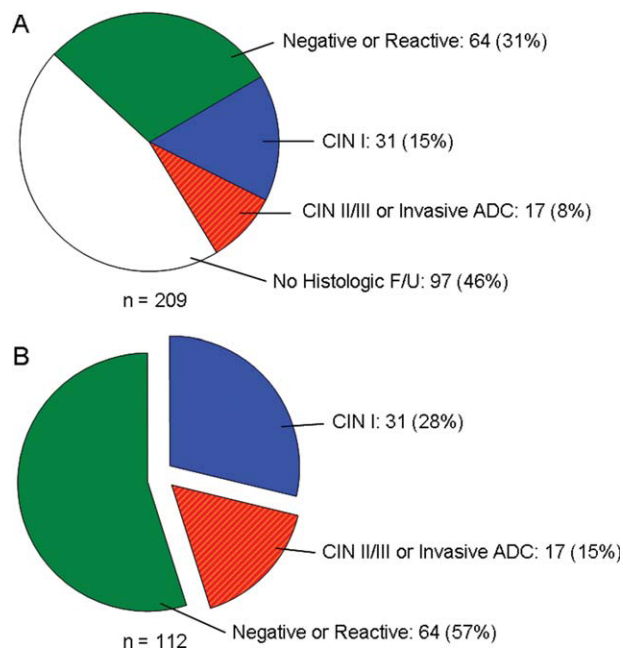 A
Negative or Reactive: 64 (31%)
CIN I: 31 (15%)
CIN II/III or Invasive ADC: 17 (8%)
No Histologic F/U: 97 (46%)
n = 209
B
CIN I: 31 (28%)
CIN II/III or Invasive ADC: 17 (15%)
Negative or Reactive: 64 (57%)
n = 112